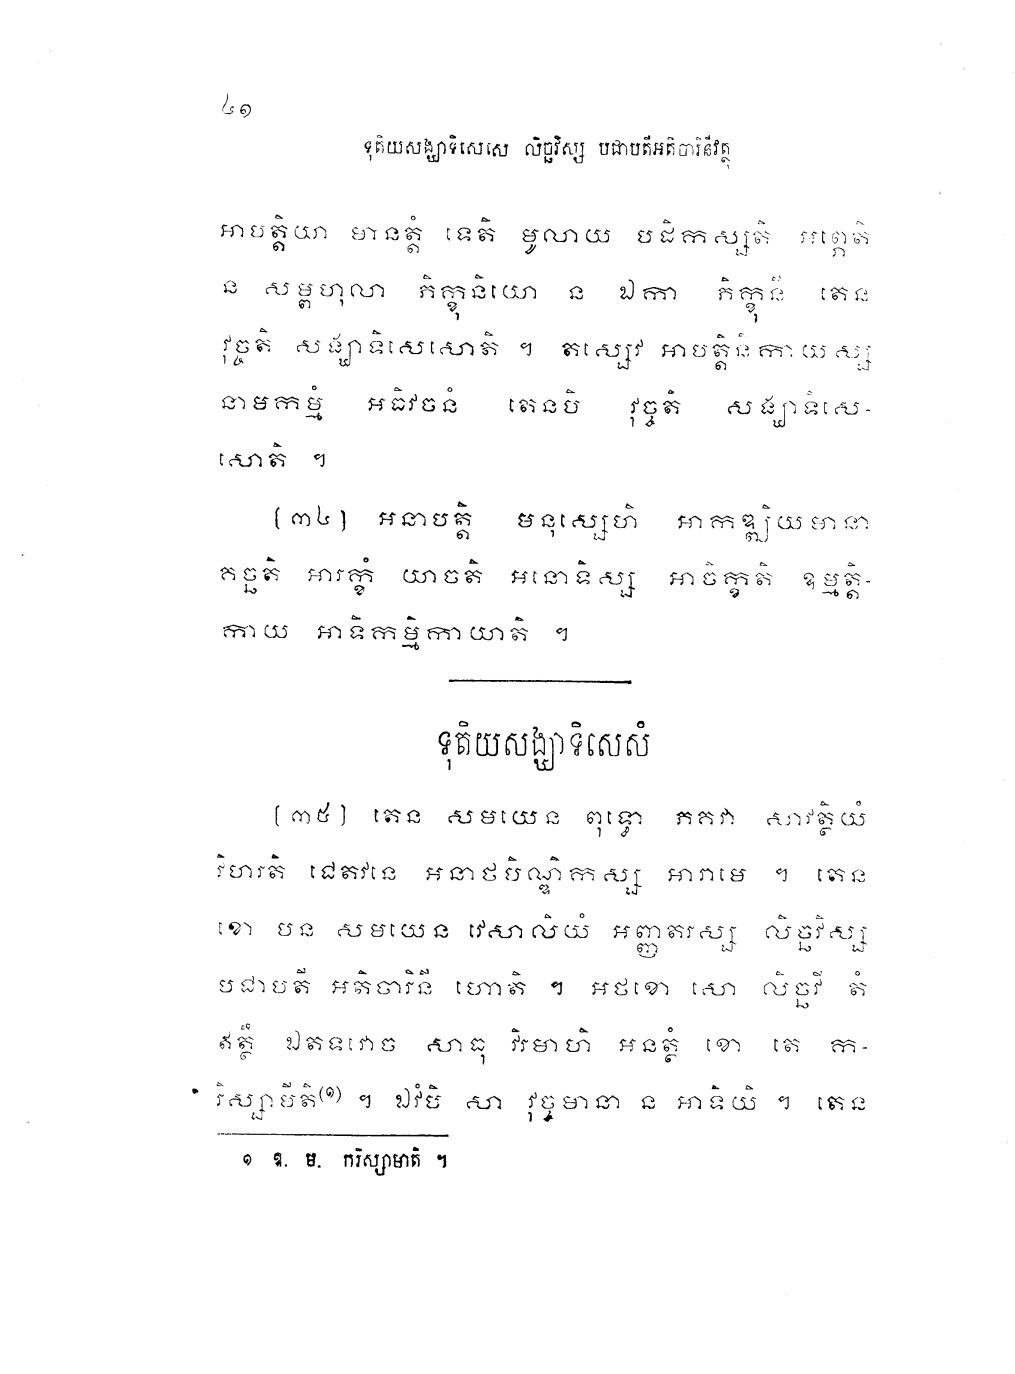 ៤១
ទុតិយសង្ឃាទិសេសេ លិច្ឆវិស្ស បជាបតីអតិចារិនីវត្ថុ
អាបត្តិយា មានត្តំ ទេតិ មូលាយ បដិកស្សតិ អព្ភេតិ
ន សម្ពហុលា ភិក្ខុនិយោ ន ឯកា ភិក្ខុនី តេន
វុច្ចតិ សង្ឃាទិសេសោតិ ។ តស្សេវ អាបត្តិនិកាយស្ស
នាមកម្មំ អធិវចនំ តេនបិ វុច្ចតិ សង្ឃាទិសេ-
សោតិ ។
[៣៤] អនាបត្តិ មនុស្សេហិ អាកឌ្ឍិយមានា
គច្ឆតិ អារក្ខំ យាចតិ អនោទិស្ស អាចិក្ខតិ ឧម្មត្តិ-
កាយ អាទិកម្មិកាយាតិ ។
ទុតិយសង្ឃាទិសេសំ
[៣៥] តេន សមយេន ពុទ្ធោ ភគវា សាវត្ថិយំ
វិហរតិ ជេតវនេ អនាថបិណ្ឌិកស្ស អារាមេ ។ តេន
ខោ បន សមយេន វេសាលិយំ អញ្ញតរស្ស លិច្ឆវិស្ស
បជាបតី អតិចារិនី ហោតិ ។ អថខោ សោ លិច្ឆវី តំ
ឥត្ថឹ ឯតទវោច សាធុ វិរមាហិ អនត្ថំ ខោ តេ ក-
រិស្សាមីតិ(១) ។ ឯវំបិ សា វុច្ចមានា ន អាទិយិ ។ តេន
១ ឱ. ម. ករិស្សាមាតិ ។